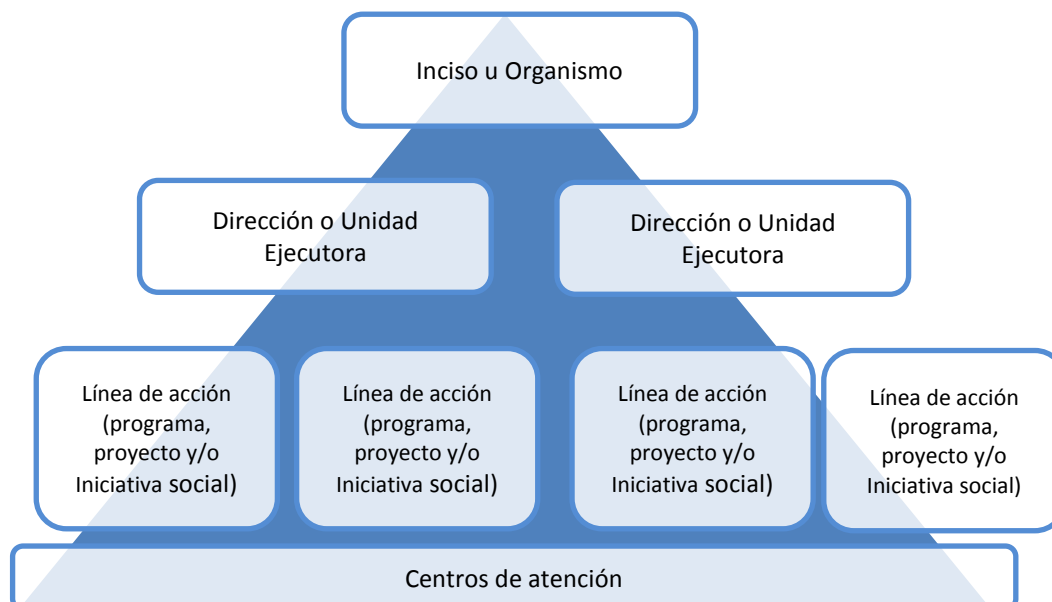 Inciso u Organismo
Dirección o Unidad
Ejecutora
Dirección o Unidad
Ejecutora
Línea de acción
(programa,
proyecto y/o
Iniciativa social)
Línea de acción
(programa,
proyecto y/o
Iniciativa social)
Línea de acción
(programa,
proyecto y/o
Iniciativa social)
Línea de acción
(programa,
proyecto y/o
Iniciativa social)
Centros de atención